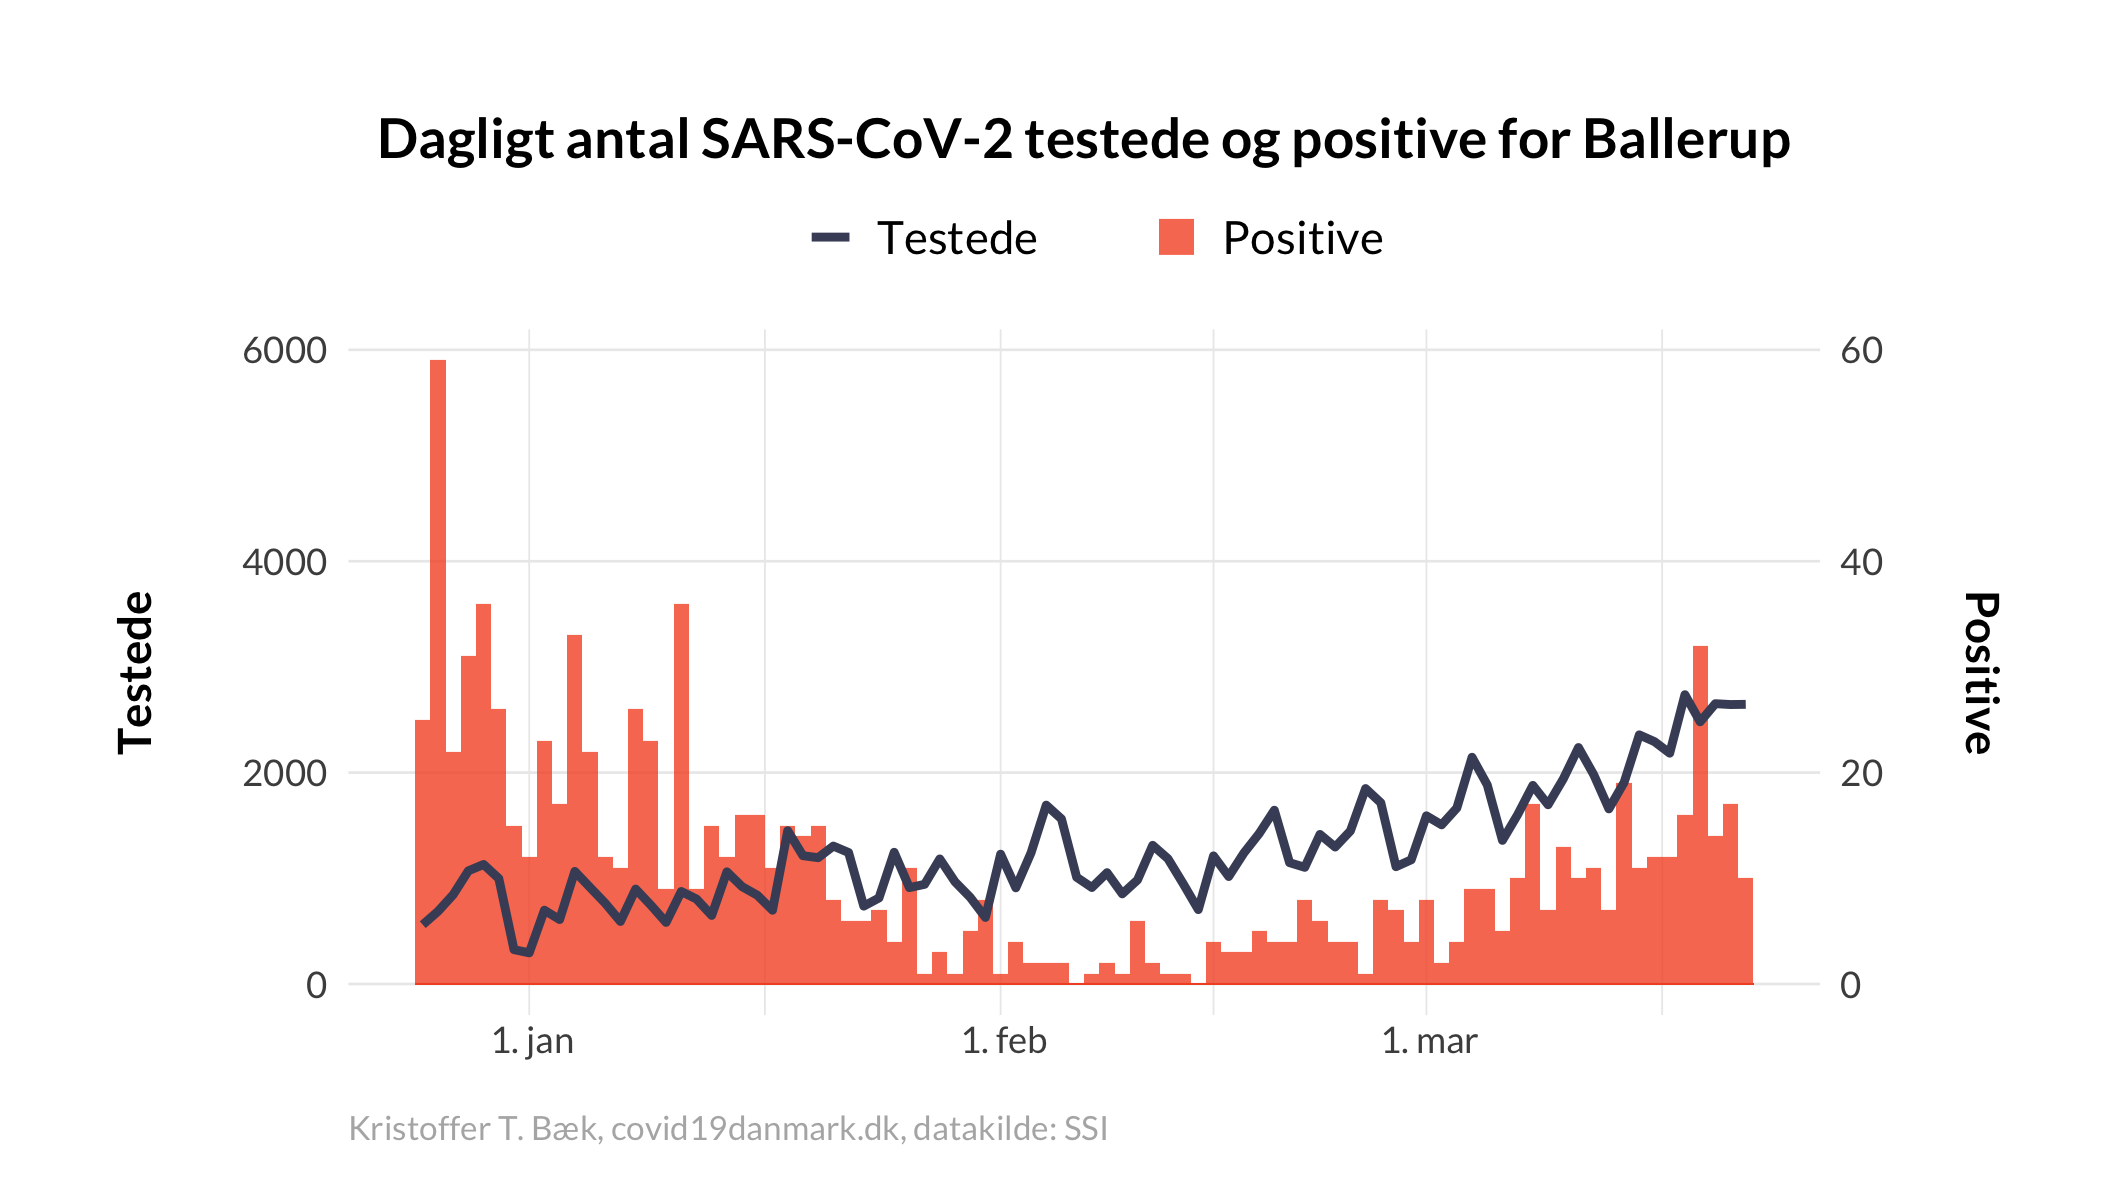 Dagligt antal SARS-CoV-2 testede og positive for Ballerup
Testede
Positive
6000
4000
2000
0
Testede
60
40
20
0
Positive
1. jan
1. feb
1. mar
Kristoffer T. Bæk, covid19danmark.dk, datakilde: SSI